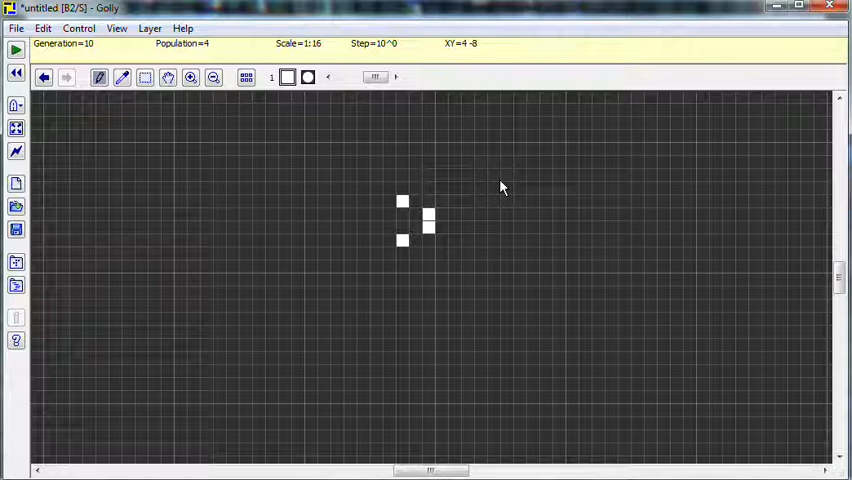 *untitled [B2/S] - Golly
File Edit Control View Layer Help
Generation=10 Population=4 Scale=1:16 Step=10^0 XY=4 -8
1